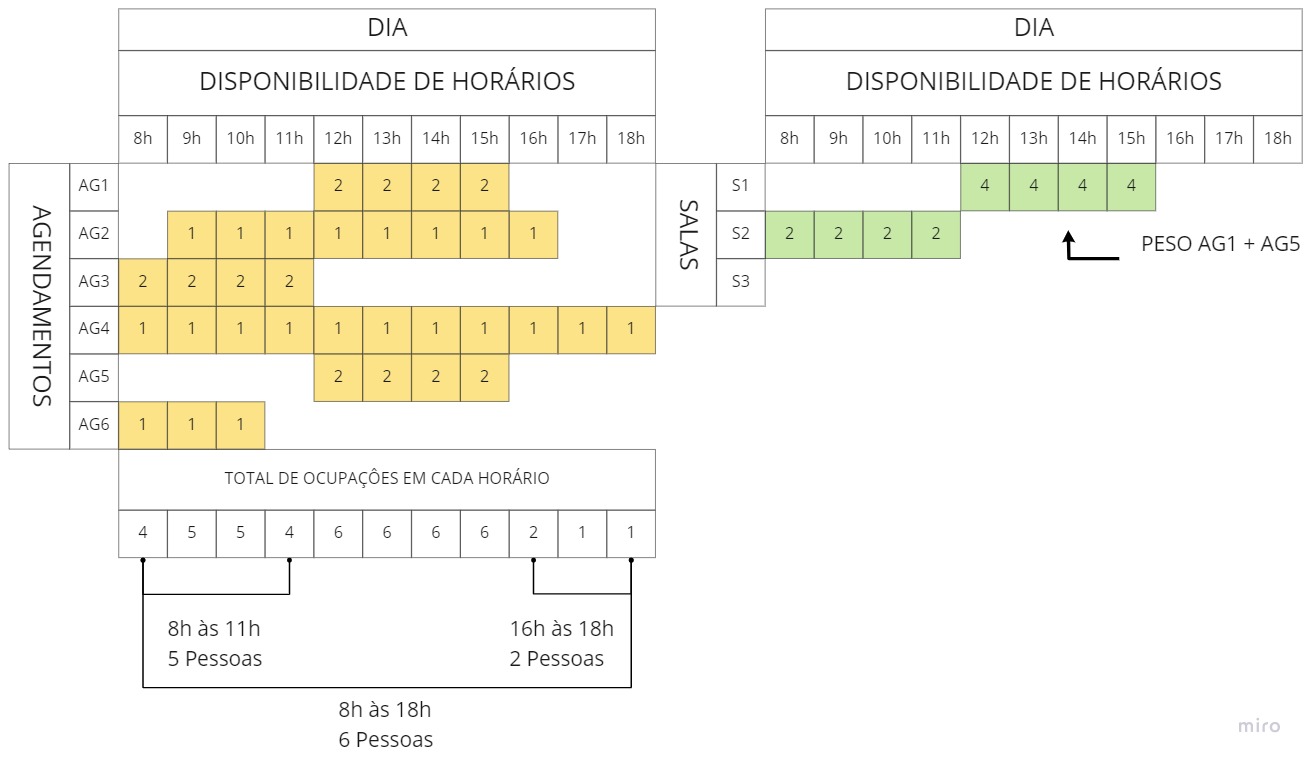 DIA
DISPONIBILIDADE DE HORÁRIOS
8h 9h 10h 11h 12h 13h 14h 15h 16h 17h 18h
AGENDAMENTOS
AG1 2 2 2 2
AG2 1 1 1 1 1 1 1 1
AG3 2 2 2 2
AG4 1 1 1 1 1 1 1 1 1 1 1
AG5 2 2 2 2
AG6 1 1 1
TOTAL DE OCUPAÇÔES EM CADA HORÁRIO
4 5 5 4 6 6 6 6 2 1 1
8h às 11h
5 Pessoas
16h às 18h
2 Pessoas
8h às 18h
6 Pessoas
DIA
DISPONIBILIDADE DE HORÁRIOS
8h 9h 10h 11h 12h 13h 14h 15h 16h 17h 18h
SALAS
S1 4 4 4 4
S2 2 2 2 2
S3
PESO AG1 + AG5
miro